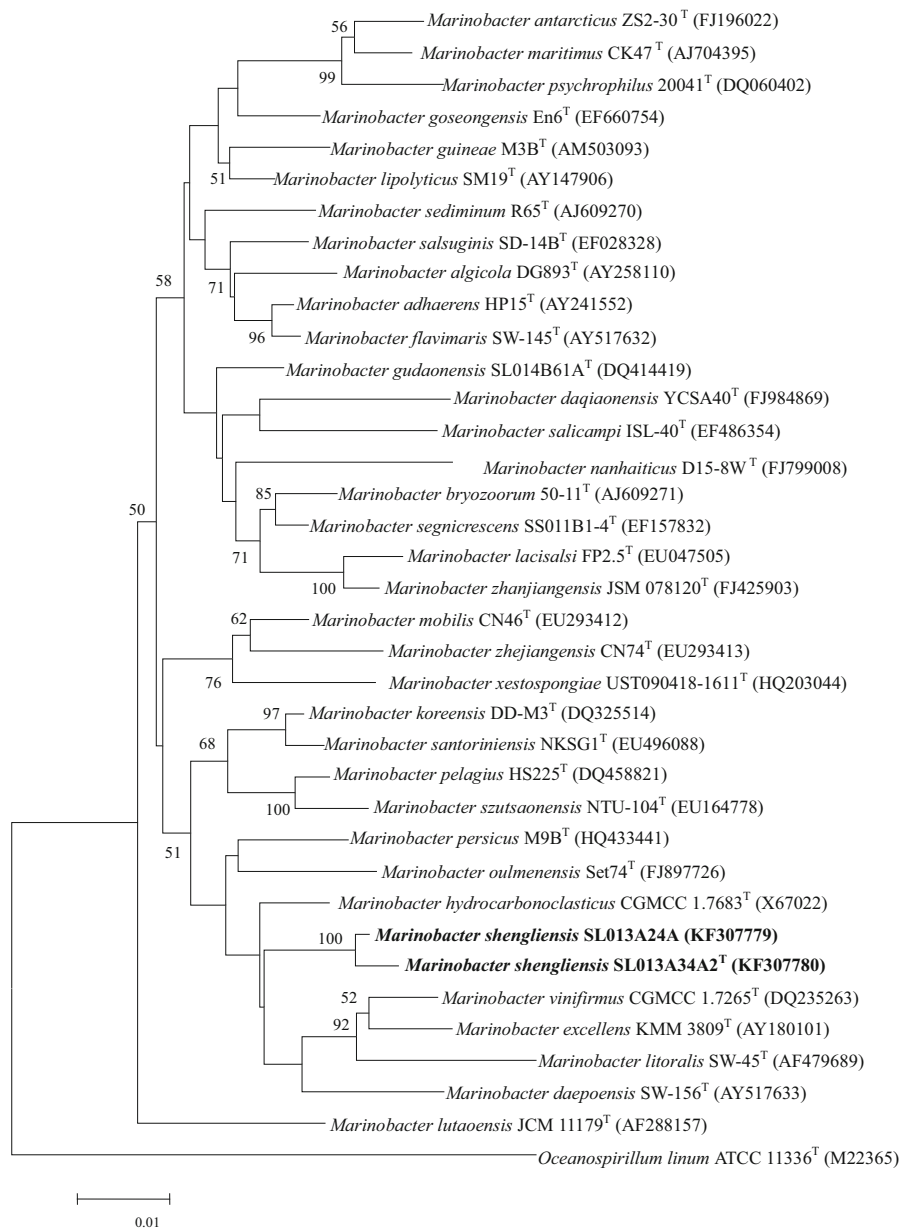 56
Marinobacter antarcticus ZS2-30 T (FJ196022)
Marinobacter maritimus CK47 T (AJ704395)
99
Marinobacter psychrophilus 20041T (DQ060402)
Marinobacter goseongensis En6T (EF660754)
Marinobacter guineae M3BT (AM503093)
51
Marinobacter lipolyticus SM19T (AY147906)
Marinobacter sediminum R65T (AJ609270)
Marinobacter salsuginis SD-14BT (EF028328)
58
71
Marinobacter algicola DG893T (AY258110)
Marinobacter adhaerens HP15T (AY241552)
96
Marinobacter flavimaris SW-145T (AY517632)
Marinobacter gudaonensis SL014B61AT (DQ414419)
Marinobacter daqiaonensis YCSA40T (FJ984869)
Marinobacter salicampi ISL-40T (EF486354)
Marinobacter nanhaiticus D15-8W T (FJ799008)
85
Marinobacter bryozoorum 50-11T (AJ609271)
50
Marinobacter segnicrescens SS011B1-4T (EF157832)
71
Marinobacter lacisalsi FP2.5T (EU047505)
100
Marinobacter zhanjiangensis JSM 078120T (FJ425903)
62
Marinobacter mobilis CN46T (EU293412)
Marinobacter zhejiangensis CN74T (EU293413)
76
Marinobacter xestospongiae UST090418-1611T (HQ203044)
97
Marinobacter koreensis DD-M3T (DQ325514)
68
Marinobacter santoriniensis NKSG1T (EU496088)
Marinobacter pelagius HS225T (DQ458821)
100
Marinobacter szutsaonensis NTU-104T (EU164778)
Marinobacter persicus M9BT (HQ433441)
51
Marinobacter oulmenensis Set74T (FJ897726)
Marinobacter hydrocarbonoclasticus CGMCC 1.7683T (X67022)
100
Marinobacter shengliensis SL013A24A (KF307779)
Marinobacter shengliensis SL013A34A2T (KF307780)
52
Marinobacter vinifirmus CGMCC 1.7265T (DQ235263)
92
Marinobacter excellens KMM 3809T (AY180101)
Marinobacter litoralis SW-45T (AF479689)
Marinobacter daepoensis SW-156T (AY517633)
Marinobacter lutaoensis JCM 11179T (AF288157)
Oceanospirillum linum ATCC 11336T (M22365)
0.01